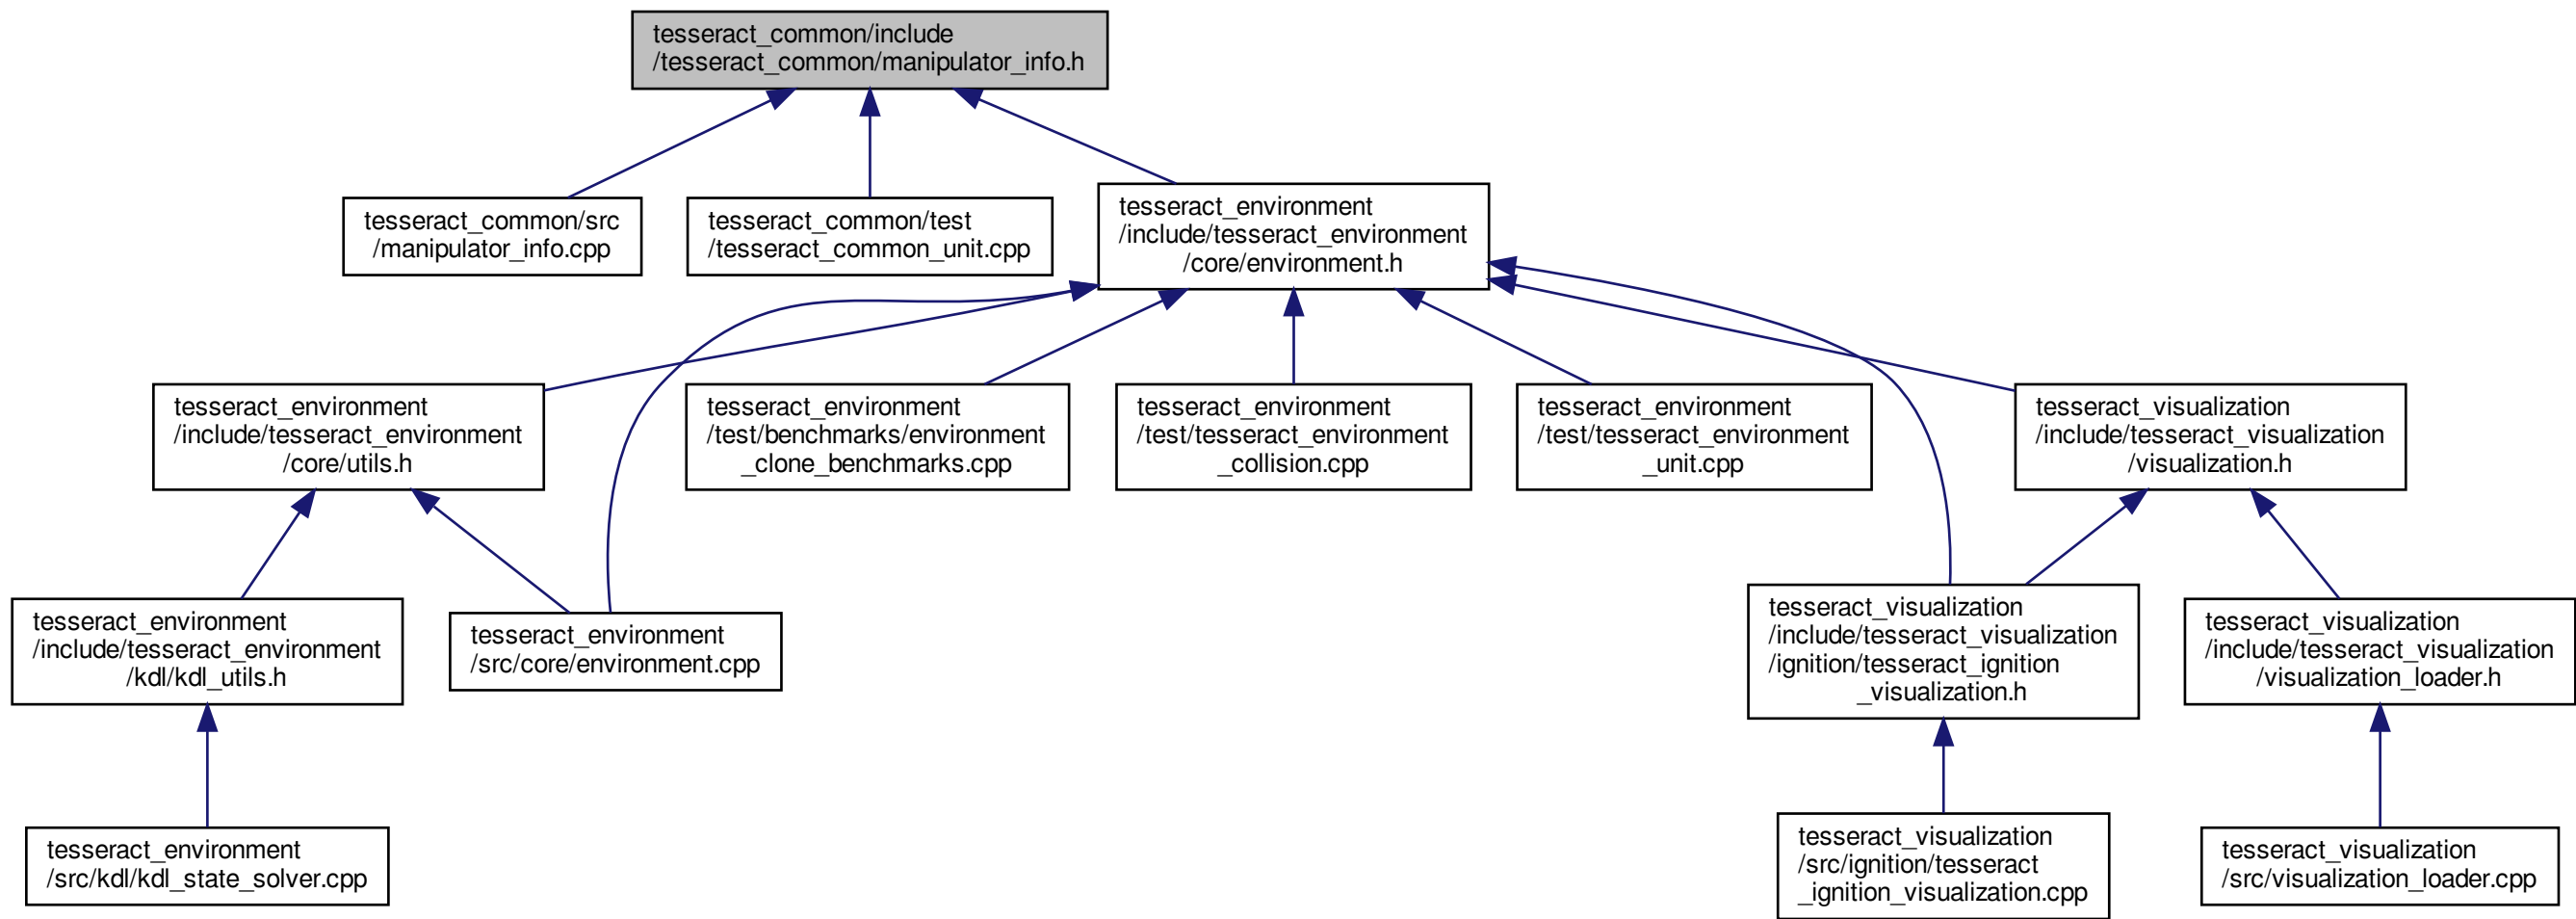 tesseract_common/include
/tesseract_common/manipulator_info.h
tesseract_common/src
/manipulator_info.cpp
tesseract_common/test
/tesseract_common_unit.cpp
tesseract_environment
/include/tesseract_environment
/core/environment.h
tesseract_environment
/include/tesseract_environment
/core/utils.h
tesseract_environment
/test/benchmarks/environment
_clone_benchmarks.cpp
tesseract_environment
/test/tesseract_environment
_collision.cpp
tesseract_environment
/test/tesseract_environment
_unit.cpp
tesseract_visualization
/include/tesseract_visualization
/visualization.h
tesseract_environment
/include/tesseract_environment
/kdl/kdl_utils.h
tesseract_environment
/src/core/environment.cpp
tesseract_visualization
/include/tesseract_visualization
/ignition/tesseract_ignition
_visualization.h
tesseract_visualization
/include/tesseract_visualization
/visualization_loader.h
tesseract_environment
/src/kdl/kdl_state_solver.cpp
tesseract_visualization
/src/ignition/tesseract
_ignition_visualization.cpp
tesseract_visualization
/src/visualization_loader.cpp